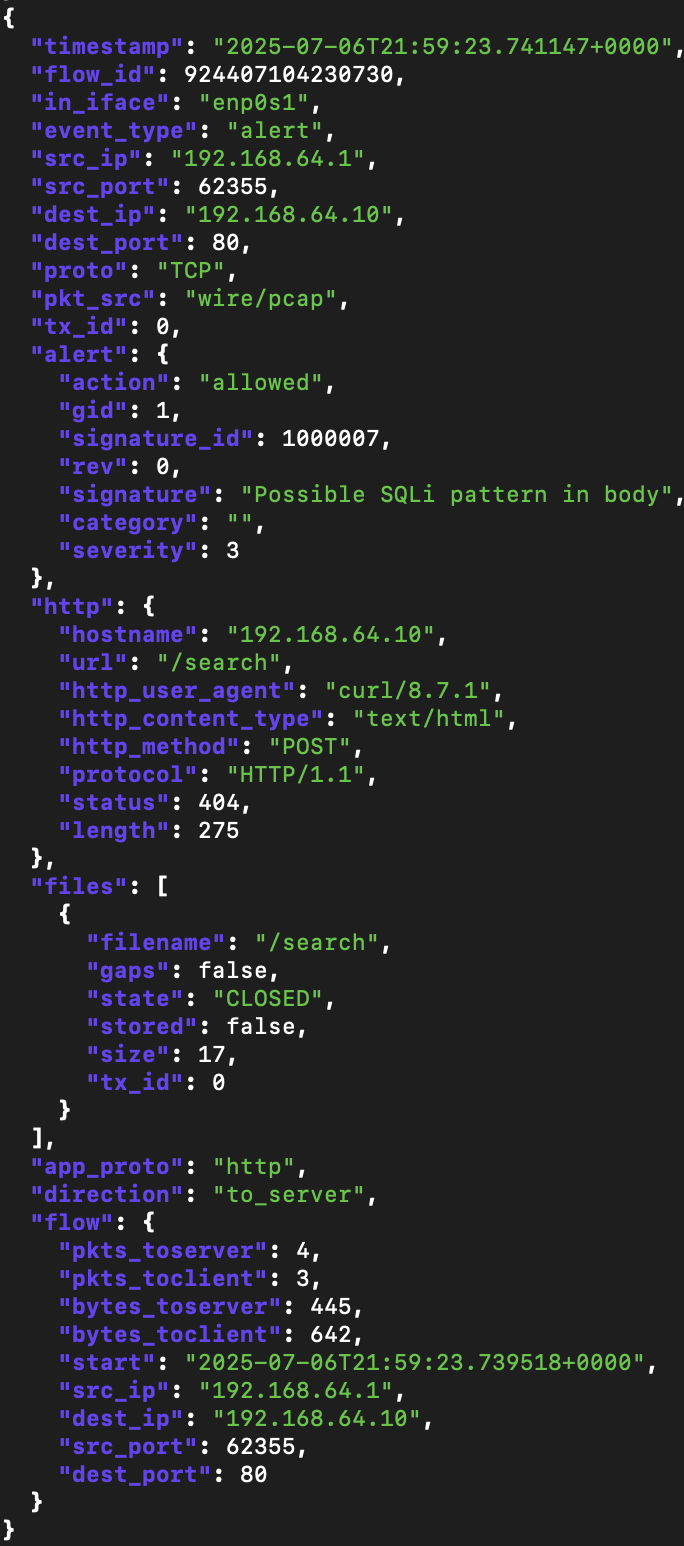 {
  "timestamp": "2025-07-06T21:59:23.741147+0000",
  "flow_id": 924407104230730,
  "in_iface": "enp0s1",
  "event_type": "alert",
  "src_ip": "192.168.64.1",
  "src_port": 62355,
  "dest_ip": "192.168.64.10",
  "dest_port": 80,
  "proto": "TCP",
  "pkt_src": "wire/pcap",
  "tx_id": 0,
  "alert": {
    "action": "allowed",
    "gid": 1,
    "signature_id": 1000007,
    "rev": 0,
    "signature": "Possible SQLi pattern in body",
    "category": "",
    "severity": 3
  },
  "http": {
    "hostname": "192.168.64.10",
    "url": "/search",
    "http_user_agent": "curl/8.7.1",
    "http_content_type": "text/html",
    "http_method": "POST",
    "protocol": "HTTP/1.1",
    "status": 404,
    "length": 275
  },
  "files": [
    {
      "filename": "/search",
      "gaps": false,
      "state": "CLOSED",
      "stored": false,
      "size": 17,
      "tx_id": 0
    }
  ],
  "app_proto": "http",
  "direction": "to_server",
  "flow": {
    "pkts_toserver": 4,
    "pkts_toclient": 3,
    "bytes_toserver": 445,
    "bytes_toclient": 642,
    "start": "2025-07-06T21:59:23.739518+0000",
    "src_ip": "192.168.64.1",
    "dest_ip": "192.168.64.10",
    "src_port": 62355,
    "dest_port": 80
  }
}